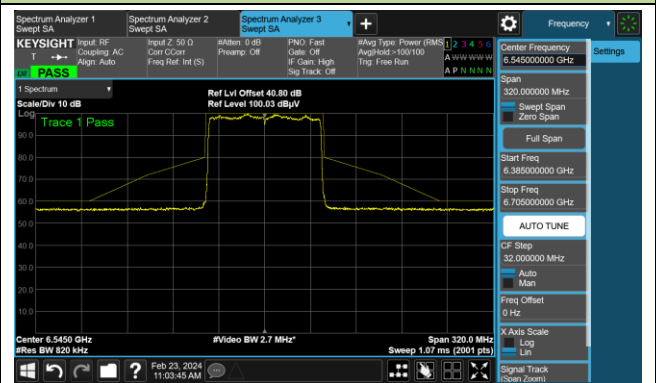 Spectrum Analyzer 1
Swept SA
Spectrum Analyzer 2
Swept SA
Spectrum Analyzer 3
Swept SA
+
Frequency
KEYSIGHT
T
PASS
Input: RF
Coupling: AC
Align: Auto
Input Z: 50 Ω
Corr CCorr
Freq Ref: Int (S)
#Atten: 0 dB
Preamp: Off
PNO: Fast
Gate: Off
IF Gain: High
Sig Track: Off
#Avg Type: Power (RMS
Avg|Hold:>100/100
Trig: Free Run
1 2 3 4 5 6
A W W W W W
A P N N N N
1 Spectrum
Scale/Div 10 dB
Log
Ref Lvl Offset 40.80 dB
Ref Level 100.03 dBµV
Trace 1 Pass
90.0
80.0
70.0
60.0
50.0
40.0
30.0
20.0
10.0
Center 6.5450 GHz
#Res BW 820 kHz
#Video BW 2.7 MHz*
Span 320.0 MHz
Sweep 1.07 ms (2001 pts)
Settings
Center Frequency
6.545000000 GHz
Span
320.000000 MHz
Swept Span
Zero Span
Full Span
Start Freq
6.385000000 GHz
Stop Freq
6.705000000 GHz
AUTO TUNE
CF Step
32.000000 MHz
Auto
Man
Freq Offset
0 Hz
X Axis Scale
Log
Lin
Signal Track
(Span Zoom)
?
Feb 23, 2024
11:03:45 AM